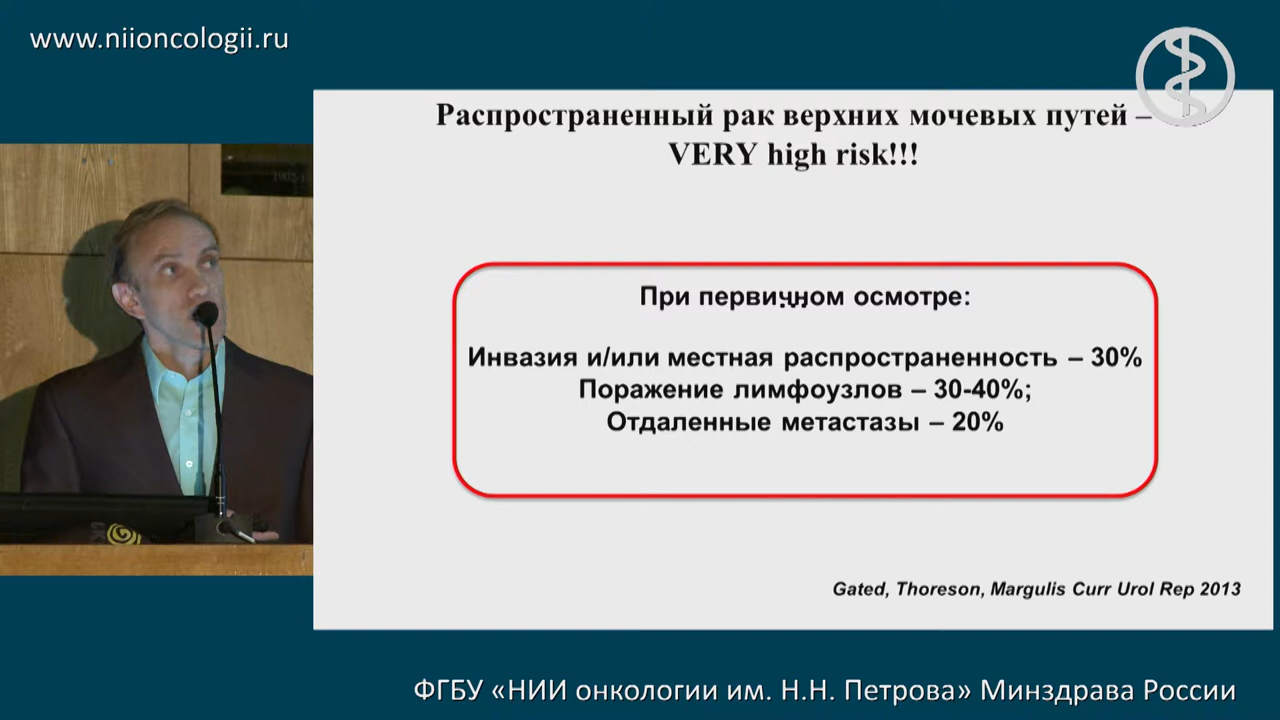 www.niioncologii.ru
Распространенный рак верхних мочевых путей –
VERY high risk!!!
При первичном осмотре:
Инвазия и/или местная распространенность – 30%
Поражение лимфоузлов – 30-40%;
Отдаленные метастазы – 20%
Gated, Thoreson, Margulis Curr Urol Rep 2013
ФГБУ «НИИ онкологии им. Н.Н. Петрова» Минздрава России